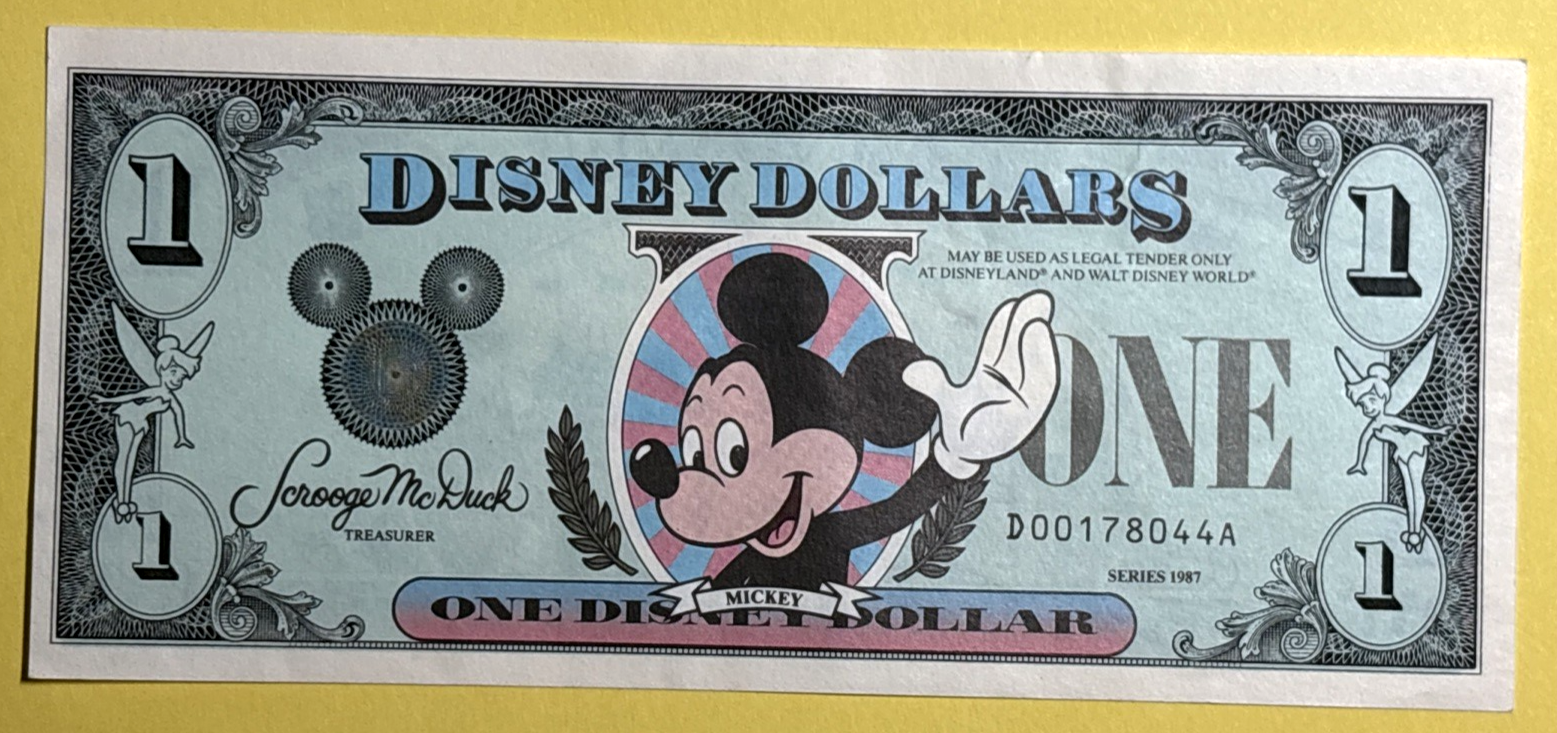 1
DISNEY DOLLARS
1
MAY BE USED AS LEGAL TENDER ONLY
AT DISNEYLAND® AND WALT DISNEY WORLD®
ONE
Scrooge McDuck
TREASURER
D00178044A
SERIES 1987
1
MICKEY
ONE DISNEY DOLLAR
1